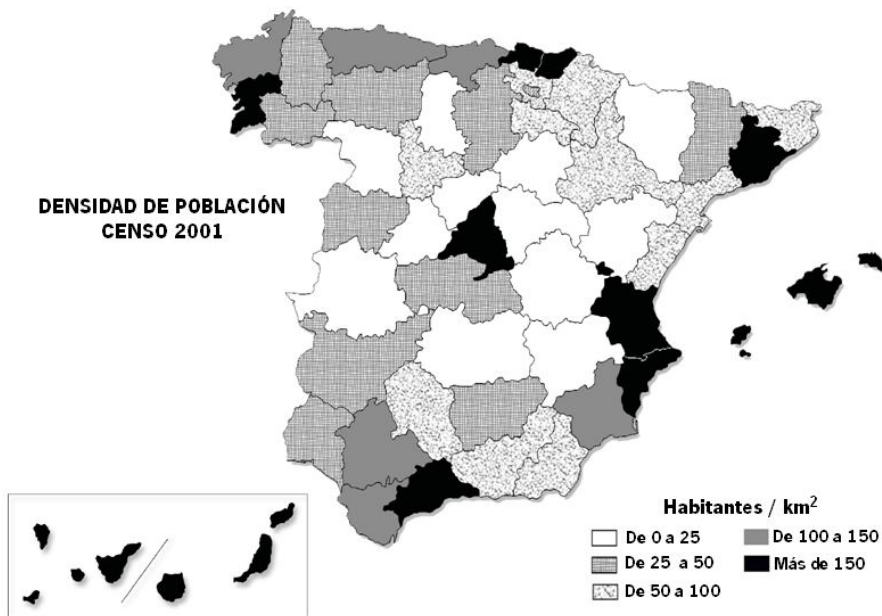 DENSIDAD DE POBLACIÓN
CENSO 2001
Habitantes / km²
De 0 a 25
De 100 a 150
De 25 a 50
Más de 150
De 50 a 100